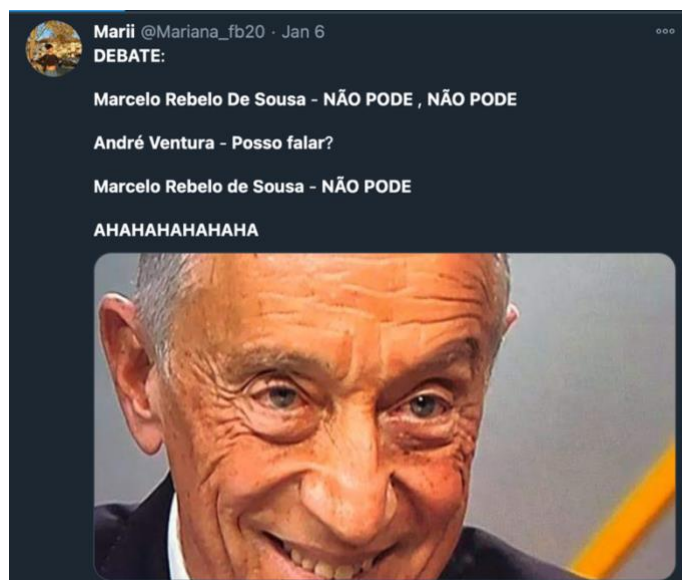 Marii @Mariana_fb20 · Jan 6
DEBATE:
Marcelo Rebelo De Sousa - NÃO PODE , NÃO PODE
André Ventura - Posso falar?
Marcelo Rebelo de Sousa - NÃO PODE
AHAHAHAHAHAHA